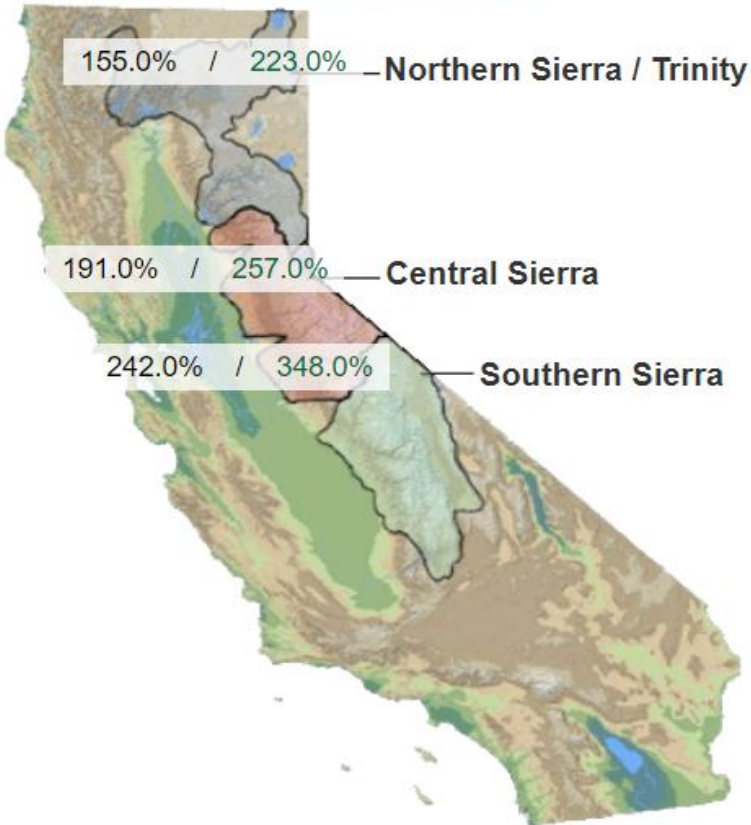 155.0% / 223.0% Northern Sierra / Trinity
191.0% / 257.0% Central Sierra
242.0% / 348.0% Southern Sierra